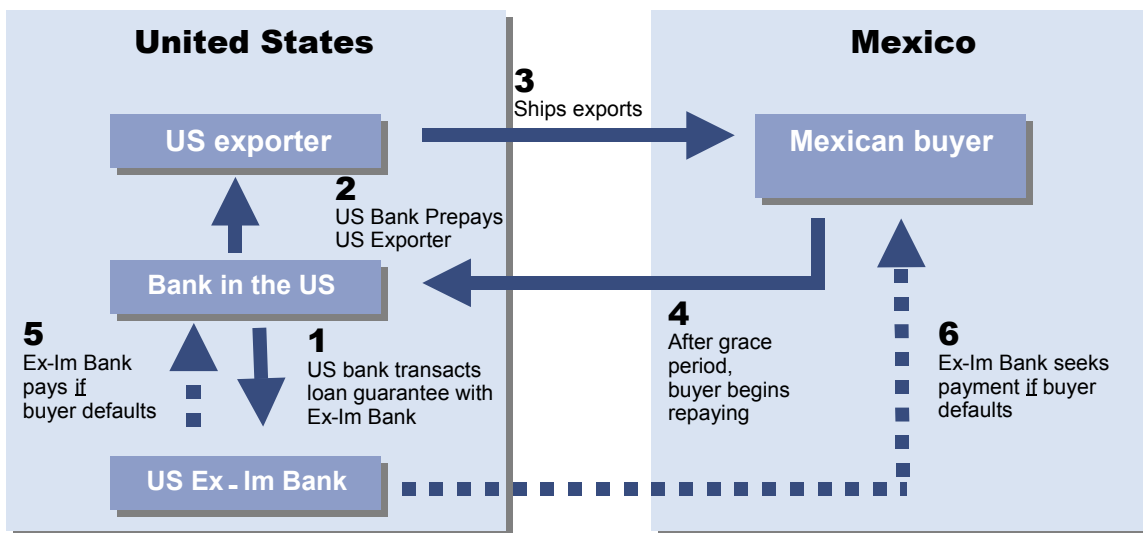 United States
Mexico
3
Ships exports
US exporter
Mexican buyer
2
US Bank Prepays
US Exporter
Bank in the US
5
Ex-Im Bank
pays if
buyer defaults
1
US bank transacts
loan guarantee with
Ex-Im Bank
4
After grace
period,
buyer begins
repaying
6
Ex-Im Bank seeks
payment if buyer
defaults
US Ex - Im Bank